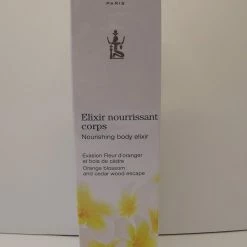 PARIS
Elixir nourrissant
corps
Nourishing body elixir
Evasion Fleur d'oranger
et bois de cèdre
Orange blossom
and cedar wood escape